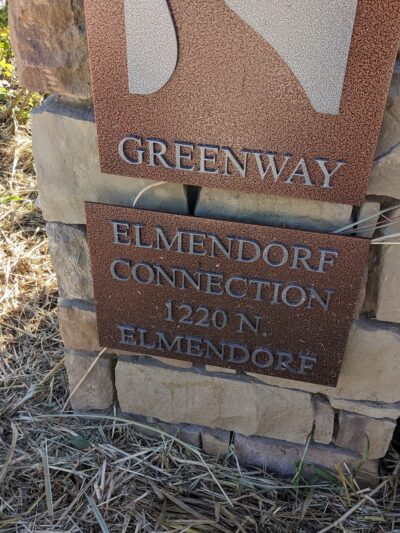 GREENWAY
ELMENDORF
CONNECTION
1220 N.
ELMENDORF